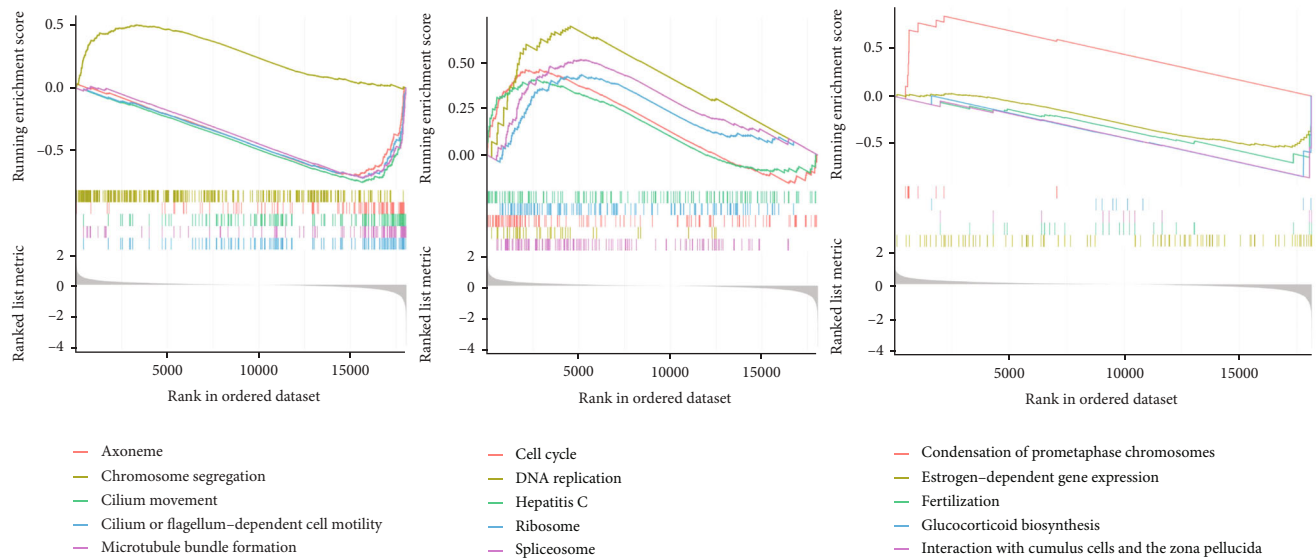 Running enrichment score
0.5
0.0
−0.5
Ranked list metric
2
0
−2
−4
5000 10000 15000
Rank in ordered dataset
Axoneme
Chromosome segregation
Cilium movement
Cilium or flagellum–dependent cell motility
Microtubule bundle formation
Running enrichment score
0.50
0.25
0.00
Ranked list metric
2
0
−2
−4
5000 10000 15000
Rank in ordered dataset
Cell cycle
DNA replication
Hepatitis C
Ribosome
Spliceosome
Running enrichment score
0.5
0.0
−0.5
Ranked list metric
2
0
−2
−4
5000 10000 15000
Rank in ordered dataset
Condensation of prometaphase chromosomes
Estrogen–dependent gene expression
Fertilization
Glucocorticoid biosynthesis
Interaction with cumulus cells and the zona pellucida